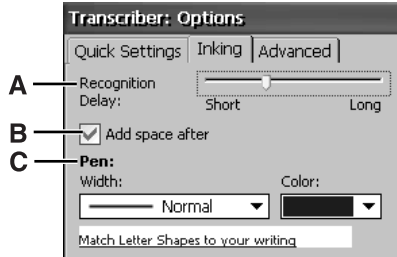 Transcriber: Options
Quick Settings Inking Advanced
A Recognition Delay:
Short Long
B Add space after
C Pen:
Width: Color:
Normal
Match Letter Shapes to your writing